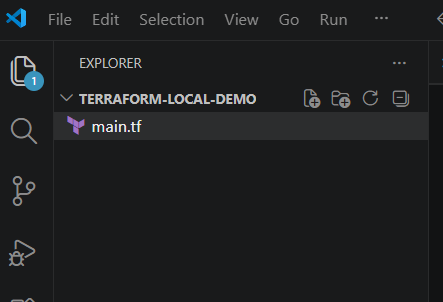 File Edit Selection View Go Run ···
EXPLORER ···
TERRAFORM-LOCAL-DEMO
main.tf
1